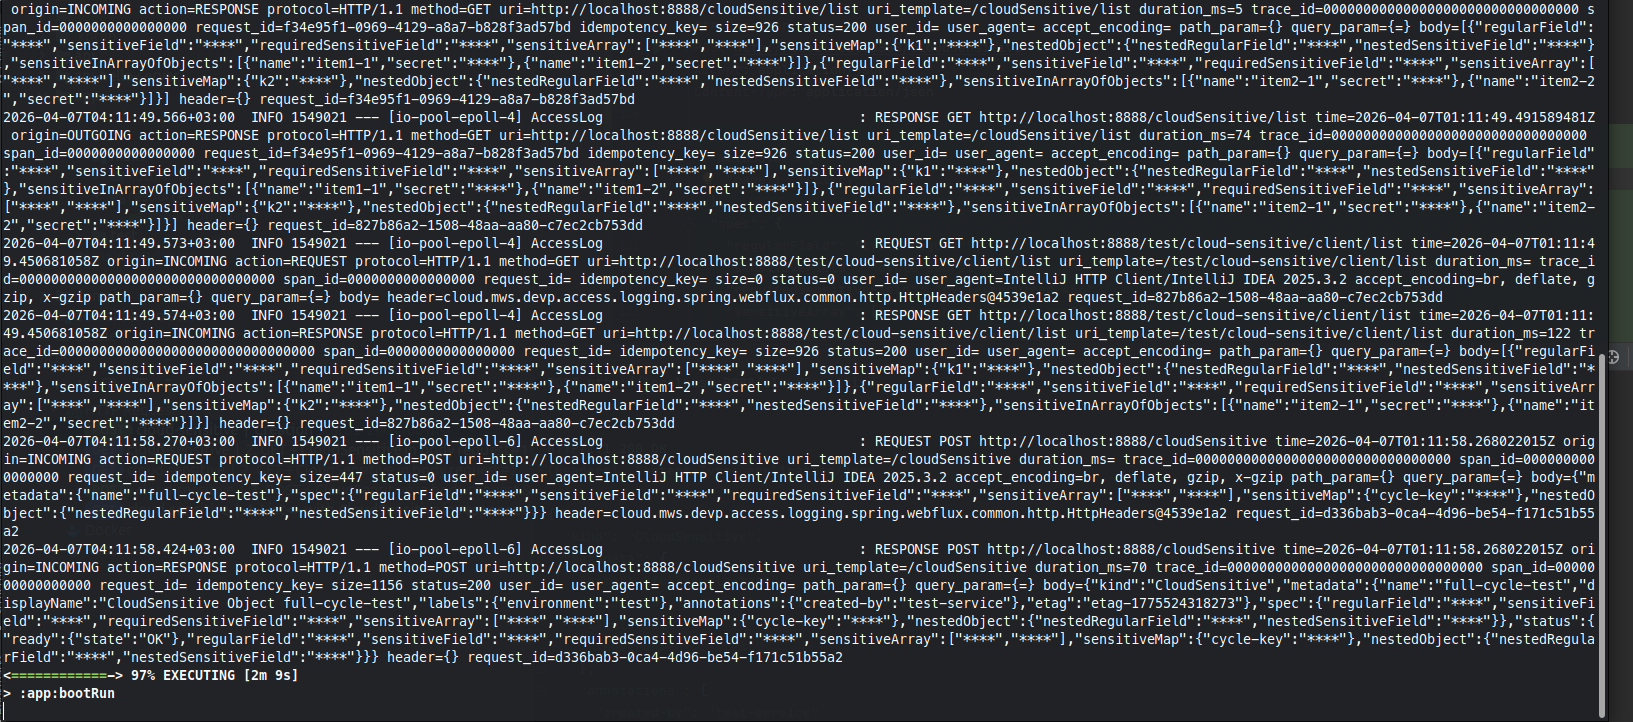 origin=INCOMING action=RESPONSE protocol=HTTP/1.1 method=GET uri=http://localhost:8888/cloudSensitive/list uri_template=/cloudSensitive/list duration_ms=5 trace_id=00000000000000000000000000000000 s
pan_id=0000000000000000 request_id=f34e95f1-0969-4129-a8a7-b828f3ad57bd idempotency_key= size=926 status=200 user_id= user_agent= accept_encoding= path_param={} query_param={=} body=[{"regularField":
"****","sensitiveField":"****","requiredSensitiveField":"****","sensitiveArray":["****","****"],"sensitiveMap":{"k1":"****"},"nestedObject":{"nestedRegularField":"****","nestedSensitiveField":"****"}
,"sensitiveInArrayOfObjects":[{"name":"item1-1","secret":"****"},{"name":"item1-2","secret":"****"}]},{"regularField":"****","sensitiveField":"****","requiredSensitiveField":"****","sensitiveArray":[
"****","****"],"sensitiveMap":{"k2":"****"},"nestedObject":{"nestedRegularField":"****","nestedSensitiveField":"****"},"sensitiveInArrayOfObjects":[{"name":"item2-1","secret":"****"},{"name":"item2-2
","secret":"****"}]}] header={} request_id=f34e95f1-0969-4129-a8a7-b828f3ad57bd
2026-04-07T04:11:49.566+03:00  INFO 1549021 --- [io-pool-epoll-4] AccessLog                                : RESPONSE GET http://localhost:8888/cloudSensitive/list time=2026-04-07T01:11:49.491589481Z
 origin=OUTGOING action=RESPONSE protocol=HTTP/1.1 method=GET uri=http://localhost:8888/cloudSensitive/list uri_template=/cloudSensitive/list duration_ms=74 trace_id=00000000000000000000000000000000
span_id=0000000000000000 request_id=f34e95f1-0969-4129-a8a7-b828f3ad57bd idempotency_key= size=926 status=200 user_id= user_agent= accept_encoding= path_param={} query_param={=} body=[{"regularField"
:"****","sensitiveField":"****","requiredSensitiveField":"****","sensitiveArray":["****","****"],"sensitiveMap":{"k1":"****"},"nestedObject":{"nestedRegularField":"****","nestedSensitiveField":"****"
},"sensitiveInArrayOfObjects":[{"name":"item1-1","secret":"****"},{"name":"item1-2","secret":"****"}]},{"regularField":"****","sensitiveField":"****","requiredSensitiveField":"****","sensitiveArray":
["****","****"],"sensitiveMap":{"k2":"****"},"nestedObject":{"nestedRegularField":"****","nestedSensitiveField":"****"},"sensitiveInArrayOfObjects":[{"name":"item2-1","secret":"****"},{"name":"item2-
2","secret":"****"}]}] header={} request_id=827b86a2-1508-48aa-aa80-c7ec2cb753dd
2026-04-07T04:11:49.573+03:00  INFO 1549021 --- [io-pool-epoll-4] AccessLog                                : REQUEST GET http://localhost:8888/test/cloud-sensitive/client/list time=2026-04-07T01:11:4
9.450681058Z origin=INCOMING action=REQUEST protocol=HTTP/1.1 method=GET uri=http://localhost:8888/test/cloud-sensitive/client/list uri_template=/test/cloud-sensitive/client/list duration_ms= trace_i
d=00000000000000000000000000000000 span_id=0000000000000000 request_id= idempotency_key= size=0 status=0 user_id= user_agent=IntelliJ HTTP Client/IntelliJ IDEA 2025.3.2 accept_encoding=br, deflate, g
zip, x-gzip path_param={} query_param={=} body= header=cloud.mws.devp.access.logging.spring.webflux.common.http.HttpHeaders@4539e1a2 request_id=827b86a2-1508-48aa-aa80-c7ec2cb753dd
2026-04-07T04:11:49.574+03:00  INFO 1549021 --- [io-pool-epoll-4] AccessLog                                : RESPONSE GET http://localhost:8888/test/cloud-sensitive/client/list time=2026-04-07T01:11:
49.450681058Z origin=INCOMING action=RESPONSE protocol=HTTP/1.1 method=GET uri=http://localhost:8888/test/cloud-sensitive/client/list uri_template=/test/cloud-sensitive/client/list duration_ms=122 tr
ace_id=00000000000000000000000000000000 span_id=0000000000000000 request_id= idempotency_key= size=926 status=200 user_id= user_agent= accept_encoding= path_param={} query_param={=} body=[{"regularFi
eld":"****","sensitiveField":"****","requiredSensitiveField":"****","sensitiveArray":["****","****"],"sensitiveMap":{"k1":"****"},"nestedObject":{"nestedRegularField":"****","nestedSensitiveField":"*
***"},"sensitiveInArrayOfObjects":[{"name":"item1-1","secret":"****"},{"name":"item1-2","secret":"****"}]},{"regularField":"****","sensitiveField":"****","requiredSensitiveField":"****","sensitiveArr
ay":["****","****"],"sensitiveMap":{"k2":"****"},"nestedObject":{"nestedRegularField":"****","nestedSensitiveField":"****"},"sensitiveInArrayOfObjects":[{"name":"item2-1","secret":"****"},{"name":"it
em2-2","secret":"****"}]}] header={} request_id=827b86a2-1508-48aa-aa80-c7ec2cb753dd
2026-04-07T04:11:58.270+03:00  INFO 1549021 --- [io-pool-epoll-6] AccessLog                                : REQUEST POST http://localhost:8888/cloudSensitive time=2026-04-07T01:11:58.268022015Z orig
in=INCOMING action=REQUEST protocol=HTTP/1.1 method=POST uri=http://localhost:8888/cloudSensitive uri_template=/cloudSensitive duration_ms= trace_id=00000000000000000000000000000000 span_id=000000000
0000000 request_id= idempotency_key= size=447 status=0 user_id= user_agent=IntelliJ HTTP Client/IntelliJ IDEA 2025.3.2 accept_encoding=br, deflate, gzip, x-gzip path_param={} query_param={=} body={"m
etadata":{"name":"full-cycle-test"},"spec":{"regularField":"****","sensitiveField":"****","requiredSensitiveField":"****","sensitiveArray":["****","****"],"sensitiveMap":{"cycle-key":"****"},"nestedO
bject":{"nestedRegularField":"****","nestedSensitiveField":"****"}}} header=cloud.mws.devp.access.logging.spring.webflux.common.http.HttpHeaders@4539e1a2 request_id=d336bab3-0ca4-4d96-be54-f171c51b55
a2
2026-04-07T04:11:58.424+03:00  INFO 1549021 --- [io-pool-epoll-6] AccessLog                                : RESPONSE POST http://localhost:8888/cloudSensitive time=2026-04-07T01:11:58.268022015Z ori
gin=INCOMING action=RESPONSE protocol=HTTP/1.1 method=POST uri=http://localhost:8888/cloudSensitive uri_template=/cloudSensitive duration_ms=70 trace_id=00000000000000000000000000000000 span_id=00000
00000000000 request_id= idempotency_key= size=1156 status=200 user_id= user_agent= accept_encoding= path_param={} query_param={=} body={"kind":"CloudSensitive","metadata":{"name":"full-cycle-test","d
isplayName":"CloudSensitive Object full-cycle-test","labels":{"environment":"test"},"annotations":{"created-by":"test-service"},"etag":"etag-1775524318273"},"spec":{"regularField":"****","sensitiveFi
eld":"****","requiredSensitiveField":"****","sensitiveArray":["****","****"],"sensitiveMap":{"cycle-key":"****"},"nestedObject":{"nestedRegularField":"****","nestedSensitiveField":"****"}},"status":{
"ready":{"state":"OK"},"regularField":"****","sensitiveField":"****","requiredSensitiveField":"****","sensitiveArray":["****","****"],"sensitiveMap":{"cycle-key":"****"},"nestedObject":{"nestedRegula
rField":"****","nestedSensitiveField":"****"}}} header={} request_id=d336bab3-0ca4-4d96-be54-f171c51b55a2
<============-> 97% EXECUTING [2m 9s]
> :app:bootRun